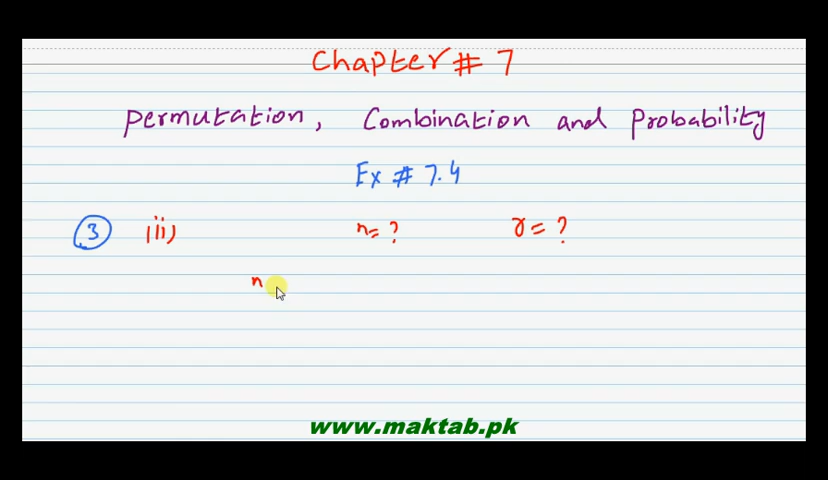 Chapter # 7
Permutation, Combination and Probability
Ex # 7.4
3 (ii) n=? r=?
n
www.maktab.pk